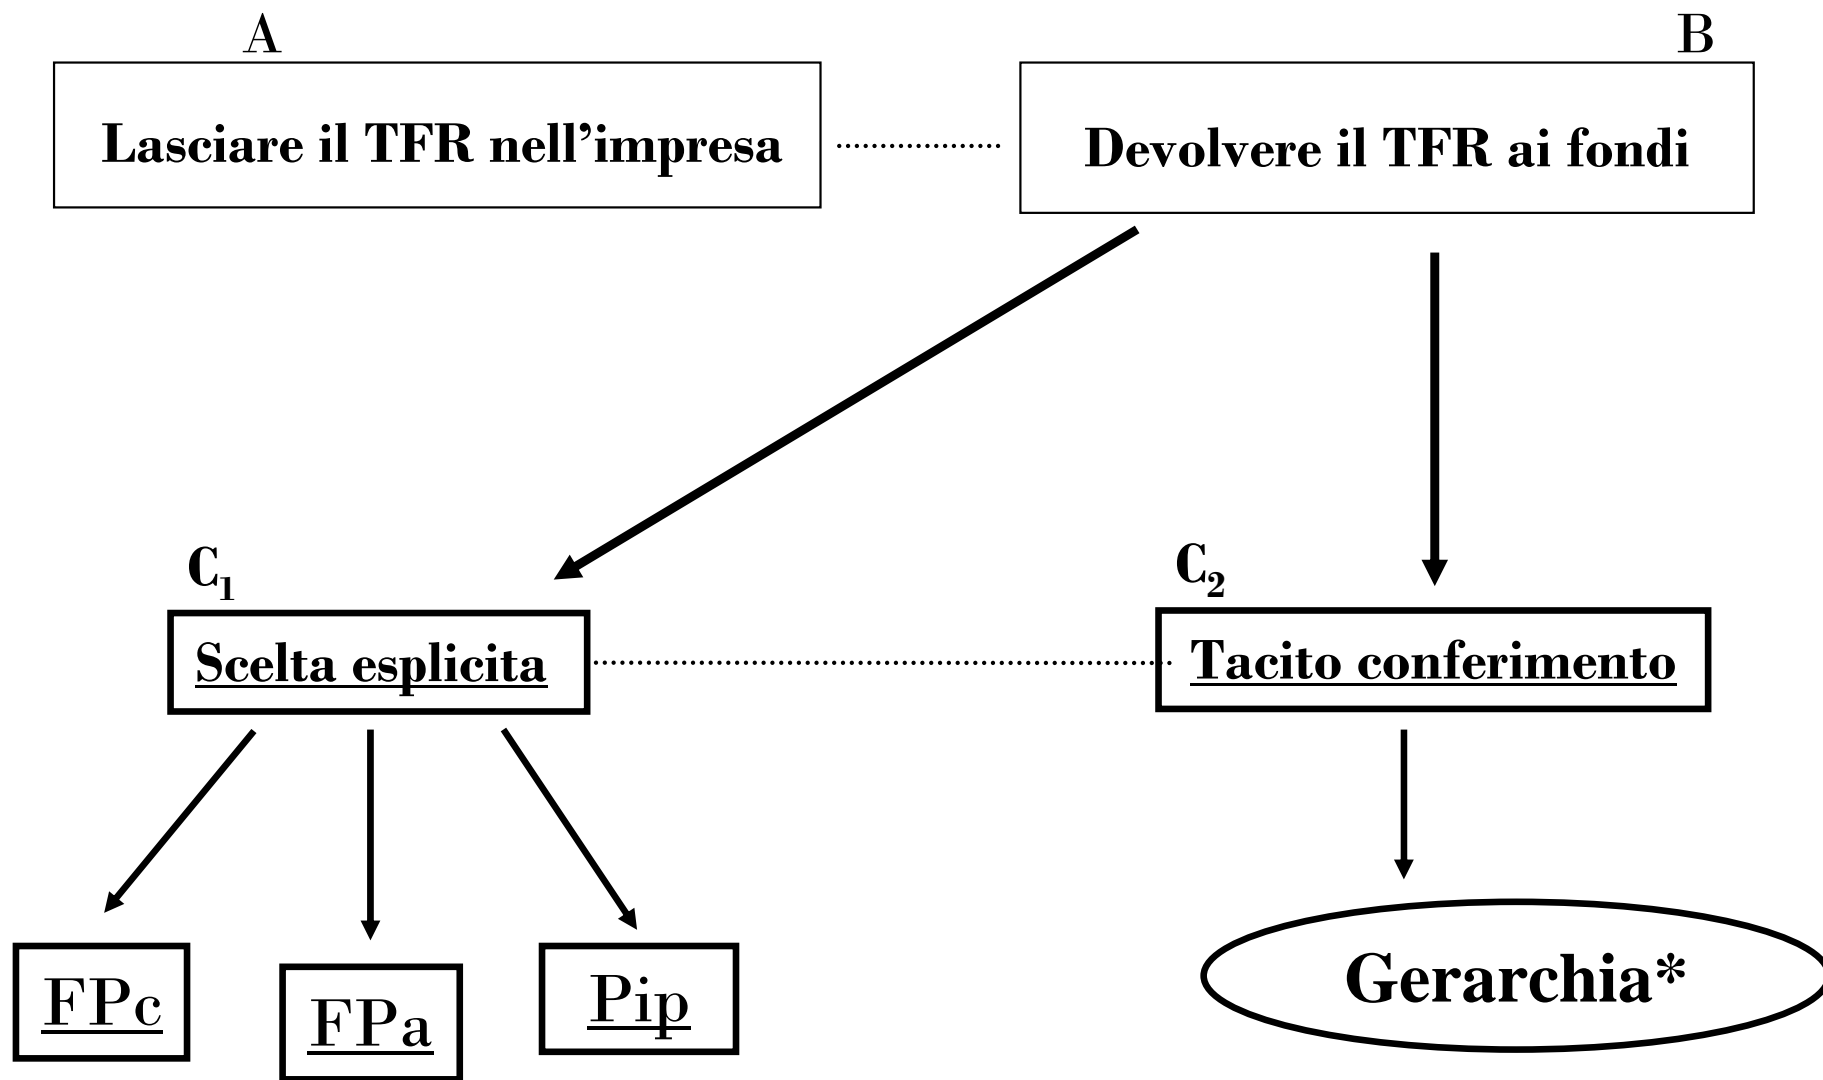 A
B
Lasciare il TFR nell’impresa
Devolvere il TFR ai fondi
C1
C2
Scelta esplicita
Tacito conferimento
FPc
FPa
Pip
Gerarchia*